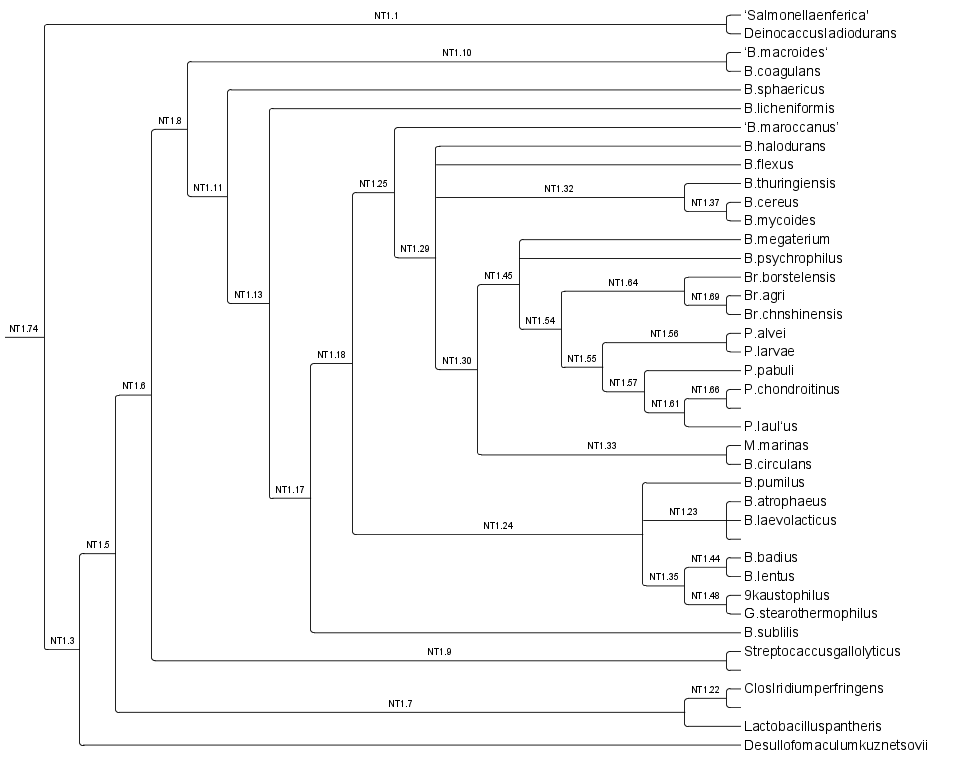 NT1.1
'Salmonellaenferica'
Deinocaccusladiodurans
NT1.10
'B.macroides'
B.coagulans
B.sphaericus
B.licheniformis
NT1.8
'B.maroccanus'
B.halodurans
B.flexus
NT1.11
NT1.25
NT1.32
B.thuringiensis
NT1.37
B.cereus
B.mycoides
B.megaterium
NT1.29
B.psychrophilus
NT1.45
NT1.64
Br.borstelensis
NT1.13
NT1.69
Br.agri
Br.chnshinensis
NT1.74
NT1.54
NT1.56
P.alvei
P.larvae
NT1.18
NT1.30
NT1.55
P.pabuli
NT1.6
NT1.57
NT1.66
P.chondroitinus
NT1.61
P.laul'us
NT1.33
M.marinas
B.circulans
NT1.17
B.pumilus
B.atrophaeus
NT1.24
NT1.23
B.laevolacticus
NT1.5
NT1.44
B.badius
NT1.35
B.lentus
NT1.48
9kaustophilus
G.stearothermophilus
B.sublilis
NT1.3
NT1.9
Streptocaccusgallolyticus
NT1.22
Closlridiumperfringens
NT1.7
Lactobacilluspantheris
Desullofomaculumkuznetsovii